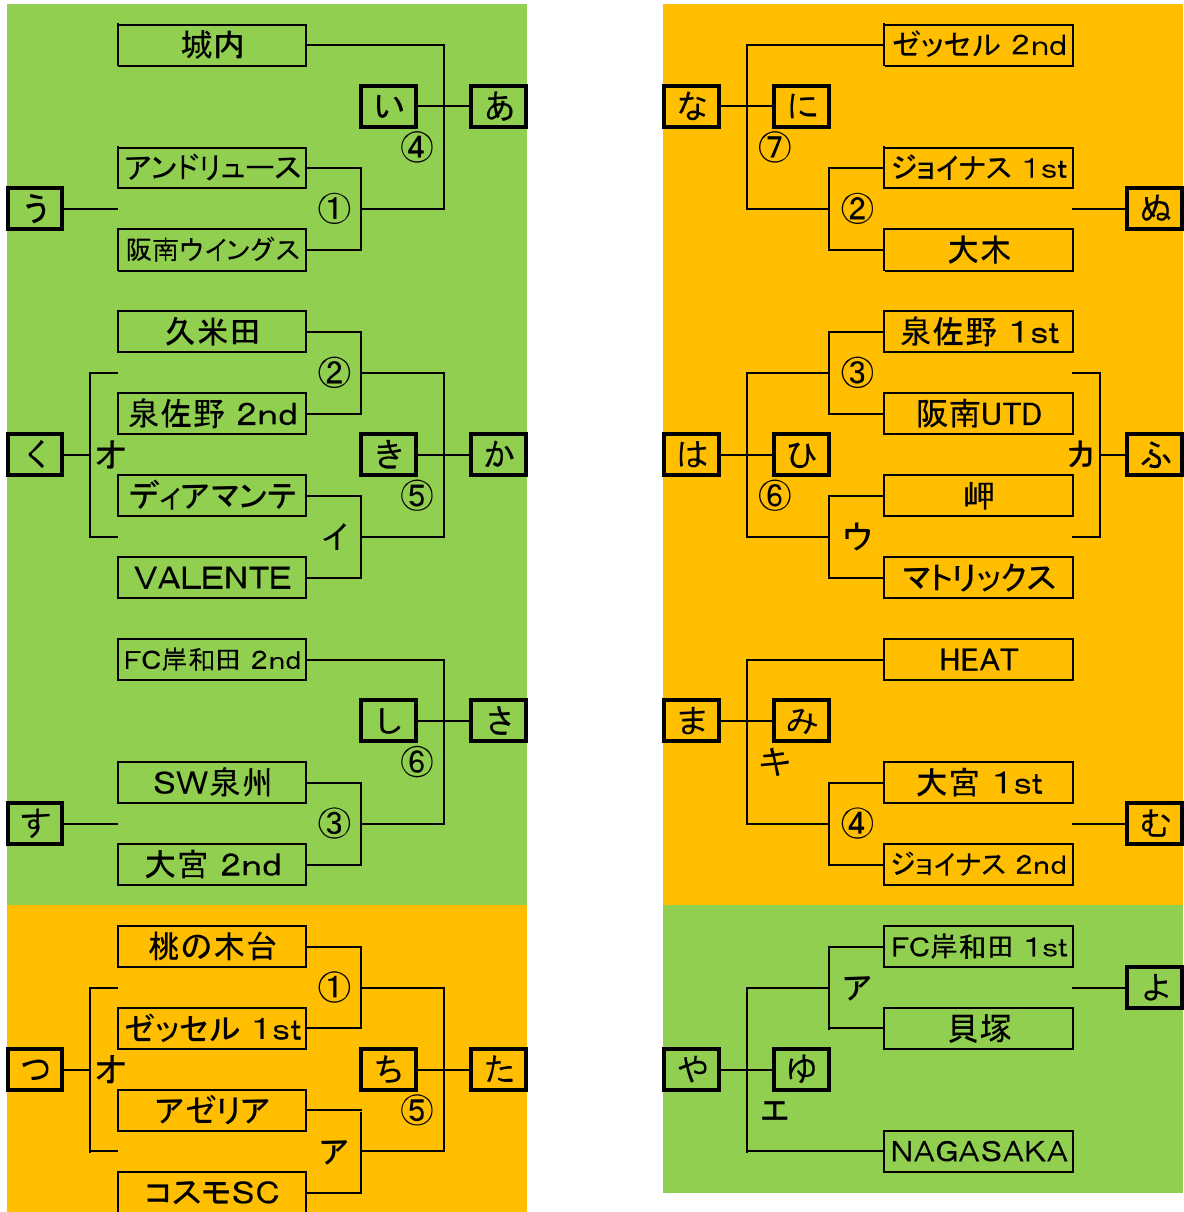 城内
い
あ
④
アンドリュース
う
①
阪南ウイングス
久米田
②
泉佐野 2nd
く
オ
き
か
ディアマンテ
⑤
イ
VALENTE
FC岸和田 2nd
し
さ
⑥
SW泉州
す
③
大宮 2nd
桃の木台
①
ゼッセル 1st
つ
オ
ち
た
アゼリア
⑤
ア
コスモSC
ゼッセル 2nd
な
に
⑦
ジョイナス 1st
②
ぬ
大木
泉佐野 1st
③
阪南UTD
は
ひ
カ
ふ
⑥
岬
ウ
マトリックス
HEAT
ま
み
キ
大宮 1st
④
む
ジョイナス 2nd
FC岸和田 1st
ア
よ
貝塚
や
ゆ
エ
NAGASAKA